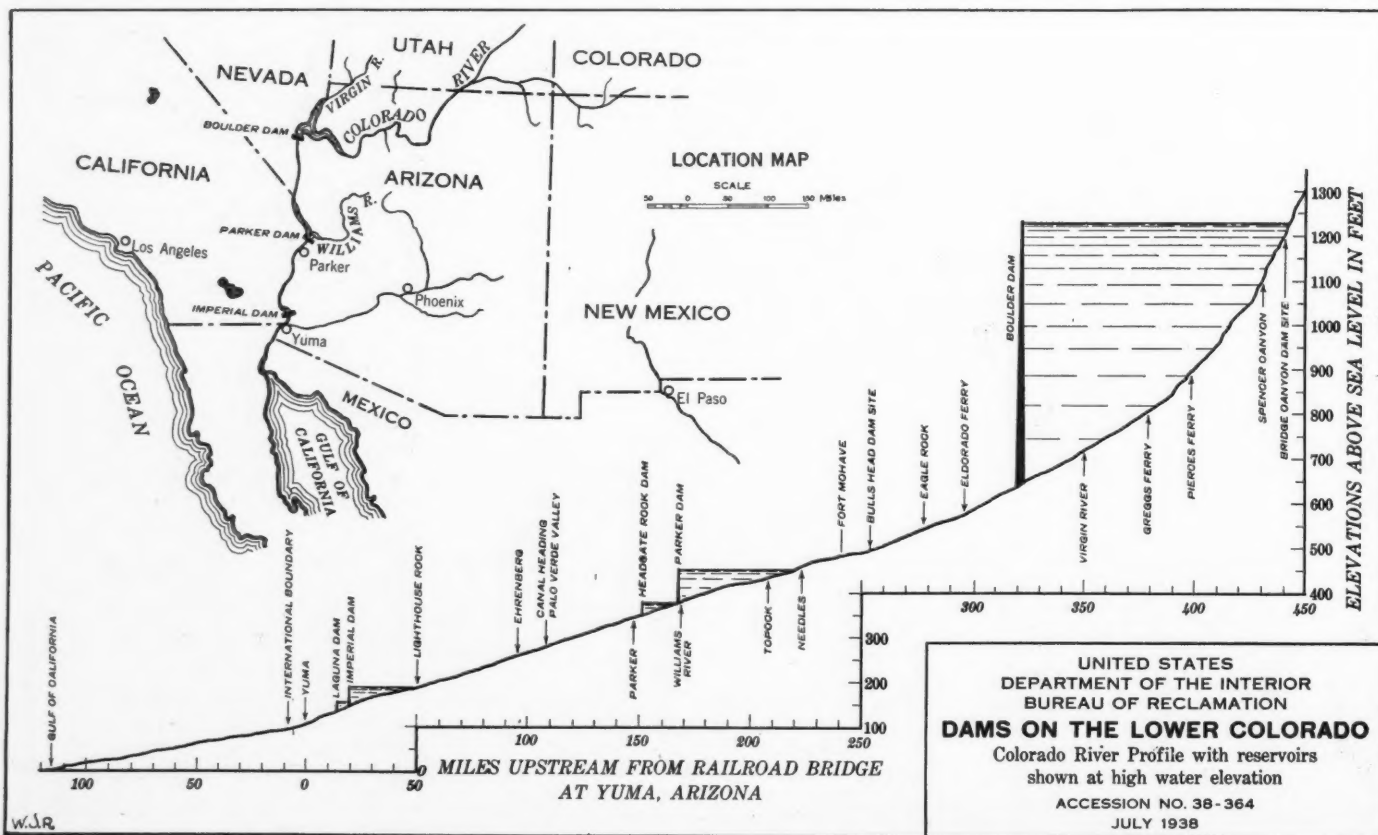 UTAH
COLORADO
NEVADA
VIRGIN R.
RIVER
COLORADO
BOULDER DAM
CALIFORNIA
ARIZONA
LOCATION MAP
SCALE
50 0 50 100 150 Miles
WILLIAMS R.
PARKER DAM
Parker
Los Angeles
PACIFIC
OCEAN
Phoenix
IMPERIAL DAM
Yuma
NEW MEXICO
MEXICO
El Paso
GULF OF
CALIFORNIA
GULF OF CALIFORNIA
INTERNATIONAL BOUNDARY
YUMA
LAGUNA DAM
IMPERIAL DAM
LIGHTHOUSE ROCK
EHRENBERG
CANAL HEADING
PALO VERDE VALLEY
PARKER
HEADGATE ROCK DAM
PARKER DAM
WILLIAMS
RIVER
TOPOCK
NEEDLES
FORT MOHAVE
BULLS HEAD DAM SITE
EAGLE ROCK
ELDORADO FERRY
BOULDER DAM
VIRGIN RIVER
GREGGS FERRY
PIERCES FERRY
SPENCER CANYON
BRIDGE CANYON DAM SITE
1300
1200
1100
1000
900
800
700
600
500
400
ELEVATIONS ABOVE SEA LEVEL IN FEET
300
200
100
0
300 350 400 450
100 150 200 250
100 50 0 50
MILES UPSTREAM FROM RAILROAD BRIDGE
AT YUMA, ARIZONA
UNITED STATES
DEPARTMENT OF THE INTERIOR
BUREAU OF RECLAMATION
DAMS ON THE LOWER COLORADO
Colorado River Profile with reservoirs
shown at high water elevation
ACCESSION NO. 38-364
JULY 1938
W.J.R.